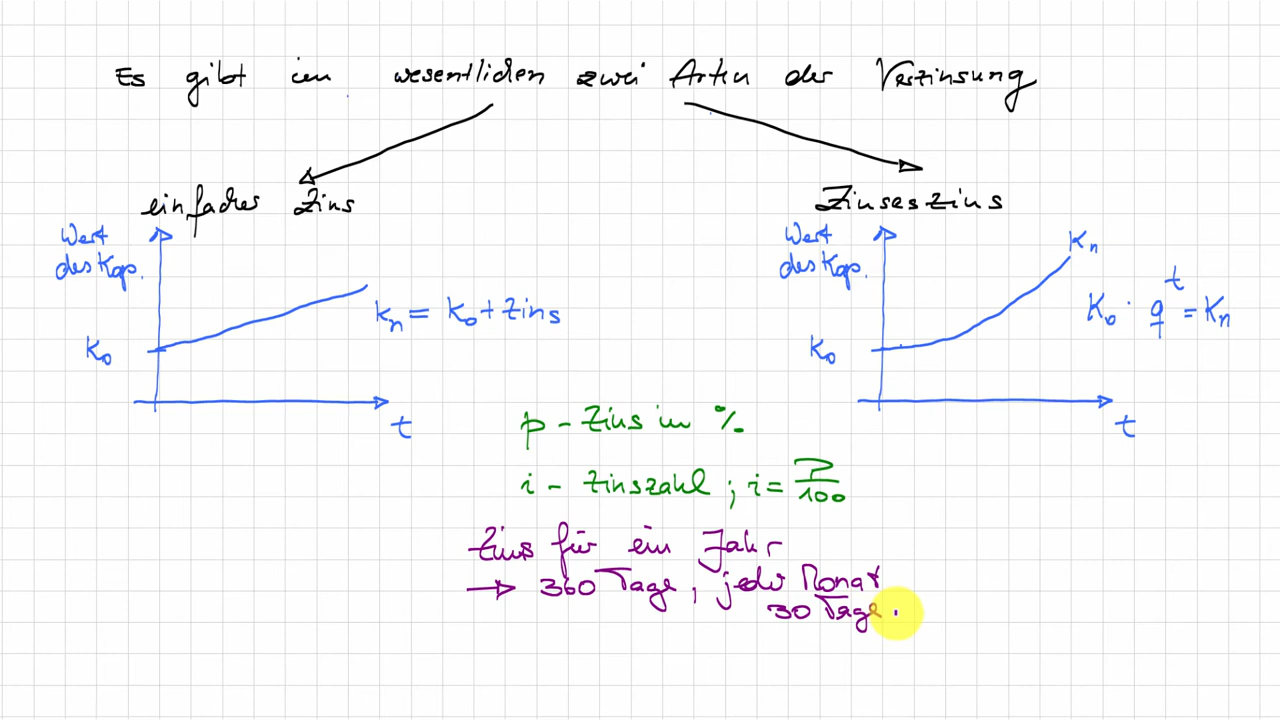 Es gibt im wesentlichen zwei Arten der Verzinsung
einfacher Zins
Zinseszins
Wert
des Kap.
K₀
Kₙ = K₀ + Zins
t
Wert
des Kap.
K₀
Kₙ
K₀ · qᵗ = Kₙ
t
p - Zins in %
i - Zinszahl ; i = P/100
Zins für ein Jahr
→ 360 Tage, jeder Monat
30 Tage.